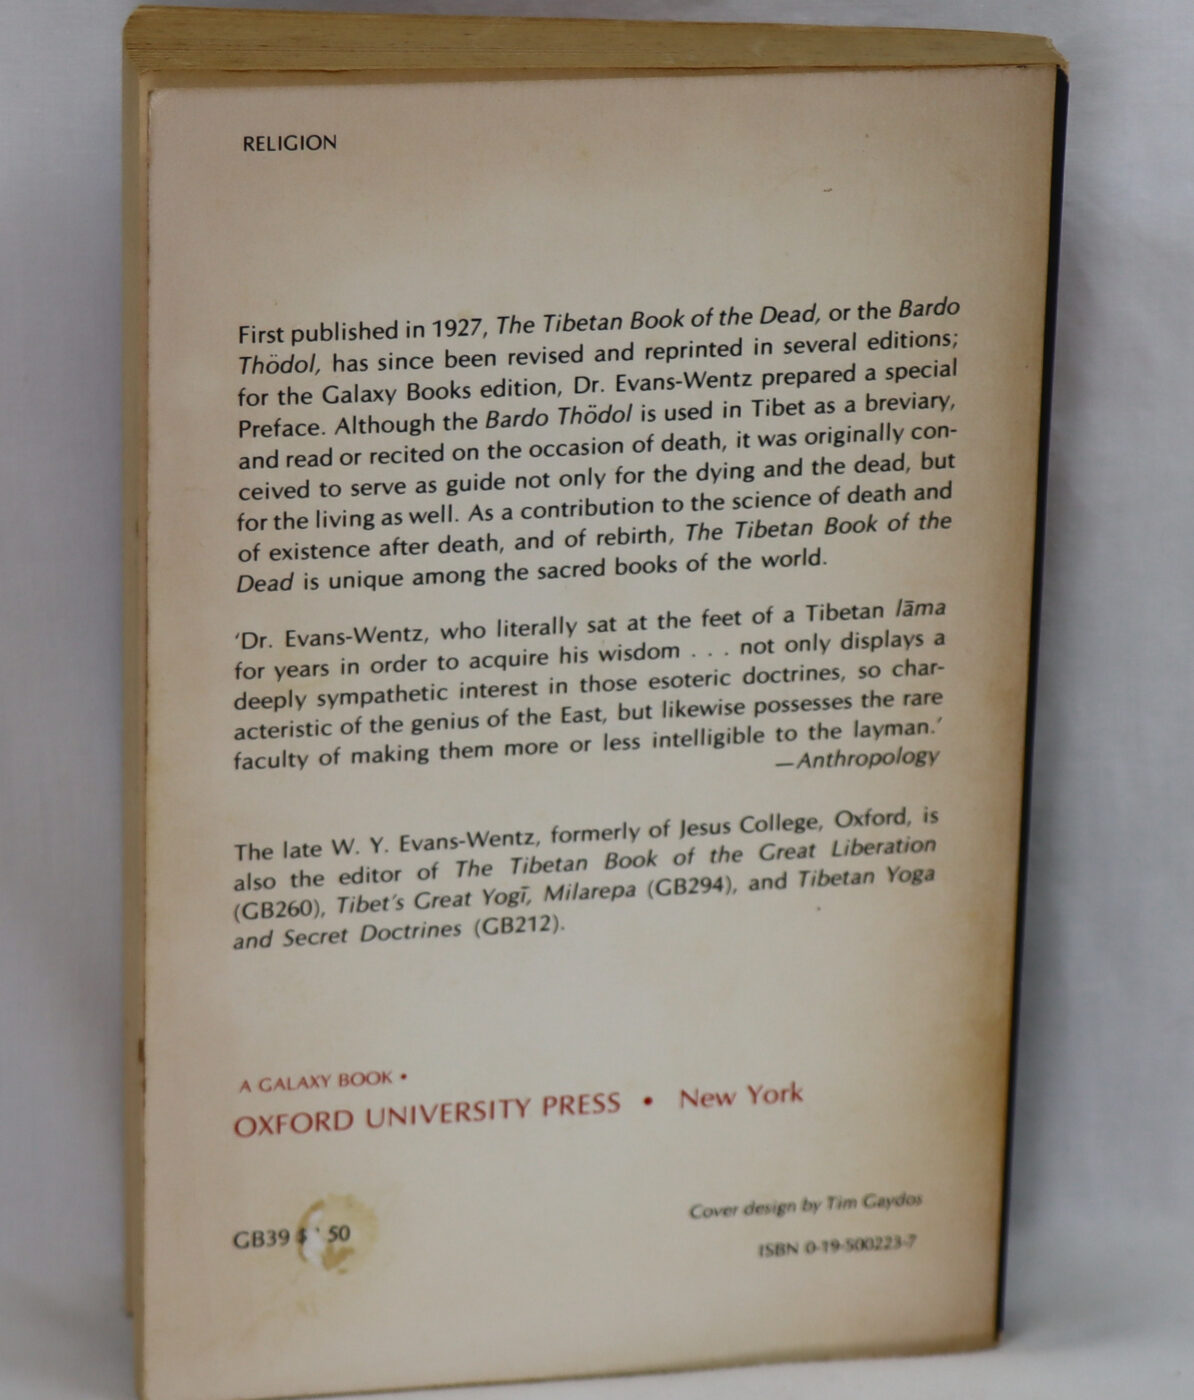 RELIGION
First published in 1927, The Tibetan Book of the Dead, or the Bardo
Thödol, has since been revised and reprinted in several editions;
for the Galaxy Books edition, Dr. Evans-Wentz prepared a special
Preface. Although the Bardo Thödol is used in Tibet as a breviary,
and read or recited on the occasion of death, it was originally con-
ceived to serve as guide not only for the dying and the dead, but
for the living as well. As a contribution to the science of death and
of existence after death, and of rebirth, The Tibetan Book of the
Dead is unique among the sacred books of the world.
'Dr. Evans-Wentz, who literally sat at the feet of a Tibetan lāma
for years in order to acquire his wisdom . . . not only displays a
deeply sympathetic interest in those esoteric doctrines, so char-
acteristic of the genius of the East, but likewise possesses the rare
faculty of making them more or less intelligible to the layman.'
—Anthropology
The late W. Y. Evans-Wentz, formerly of Jesus College, Oxford, is
also the editor of The Tibetan Book of the Great Liberation
(GB260), Tibet's Great Yogī, Milarepa (GB294), and Tibetan Yoga
and Secret Doctrines (GB212).
A GALAXY BOOK •
OXFORD UNIVERSITY PRESS • New York
Cover design by Tim Gaydos
GB39 $ 50
ISBN 0-19-500223-7